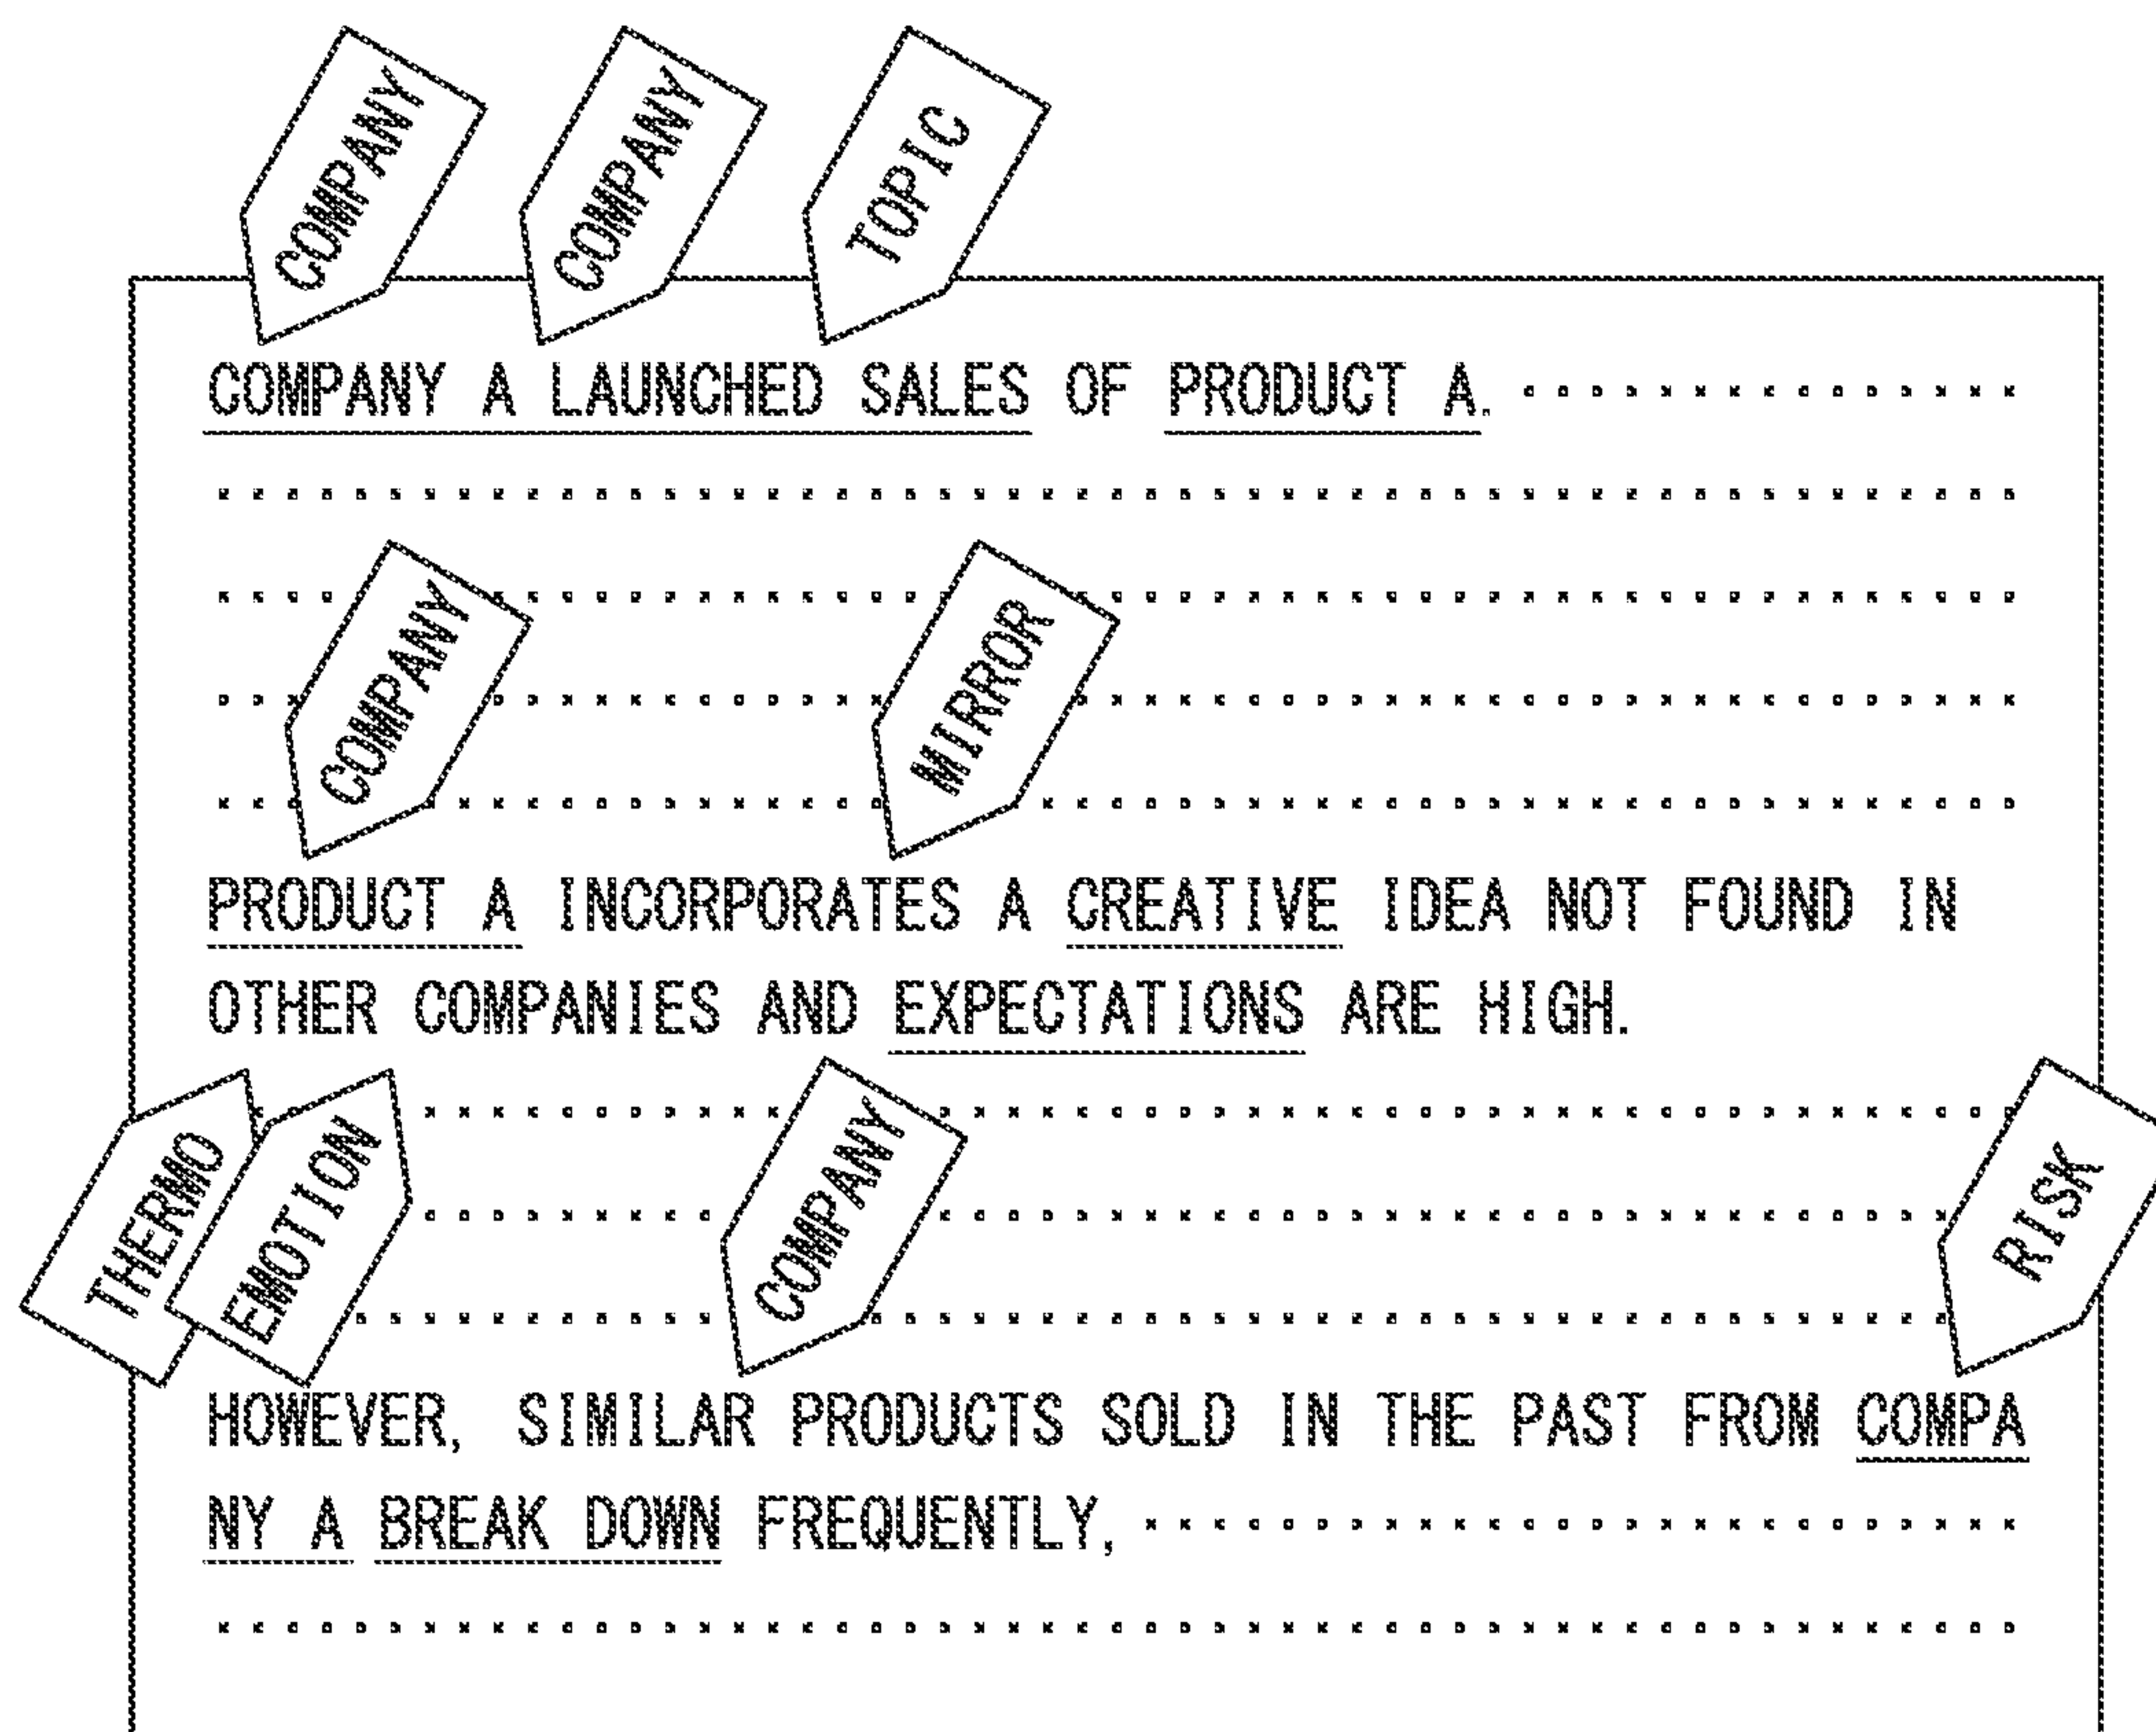 COMPANY COMPANY TOPIC
COMPANY A LAUNCHED SALES OF PRODUCT A.
COMPANY MIRROR
PRODUCT A INCORPORATES A CREATIVE IDEA NOT FOUND IN
OTHER COMPANIES AND EXPECTATIONS ARE HIGH.
THERMO EMOTION COMPANY RISK
HOWEVER, SIMILAR PRODUCTS SOLD IN THE PAST FROM COMPA
NY A BREAK DOWN FREQUENTLY,